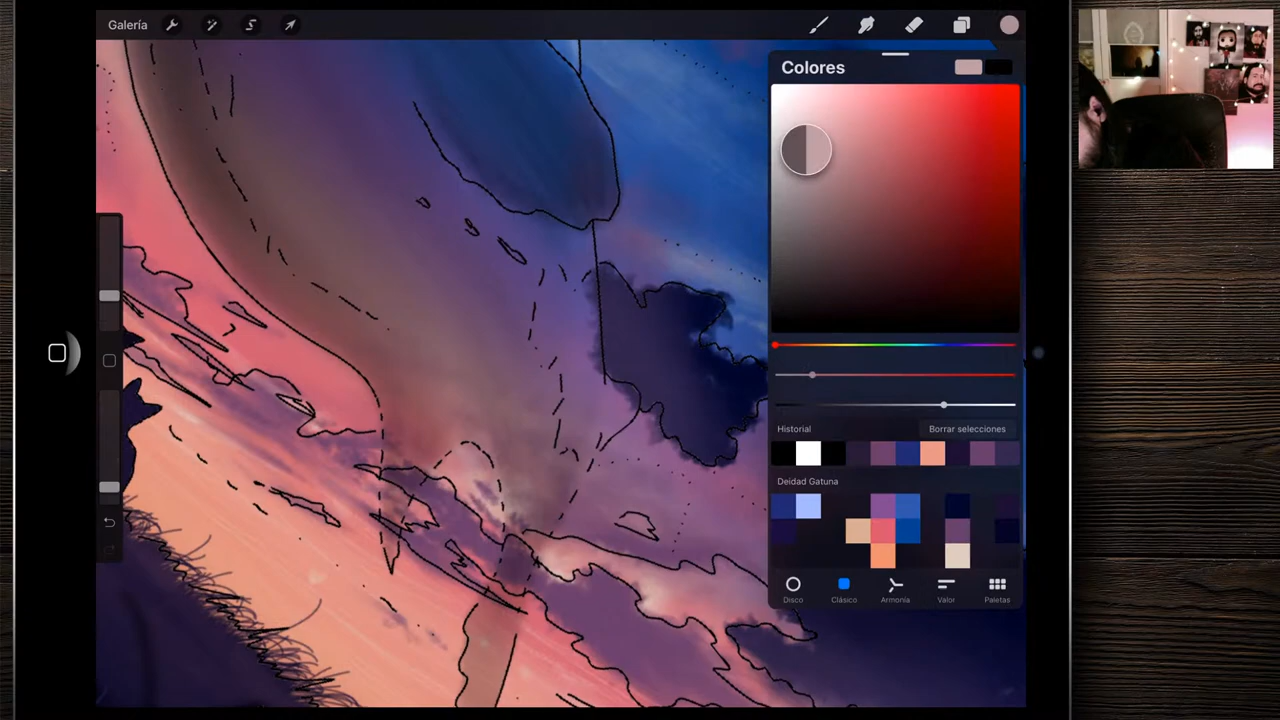 Galería
Colores
Historial
Borrar selecciones
Deidad Gatuna
Disco
Clásico
Armonía
Valor
Paletas